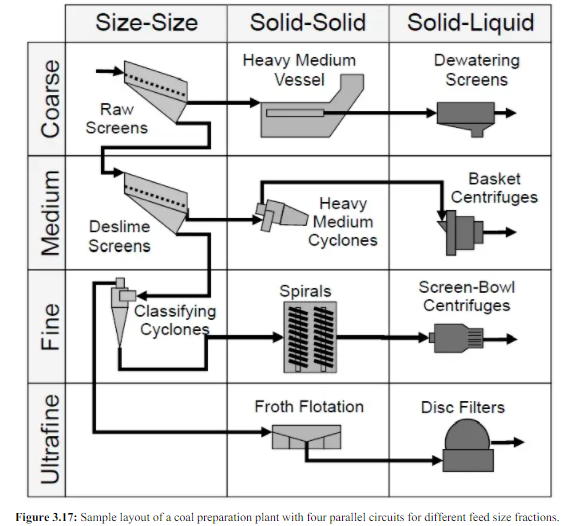 Size-Size
Solid-Solid
Solid-Liquid
Coarse
Raw
Screens
Heavy Medium
Vessel
Dewatering
Screens
Medium
Deslime
Screens
Heavy
Medium
Cyclones
Basket
Centrifuges
Fine
Classifying
Cyclones
Spirals
Screen-Bowl
Centrifuges
Ultrafine
Froth Flotation
Disc Filters
Figure 3.17: Sample layout of a coal preparation plant with four parallel circuits for different feed size fractions.